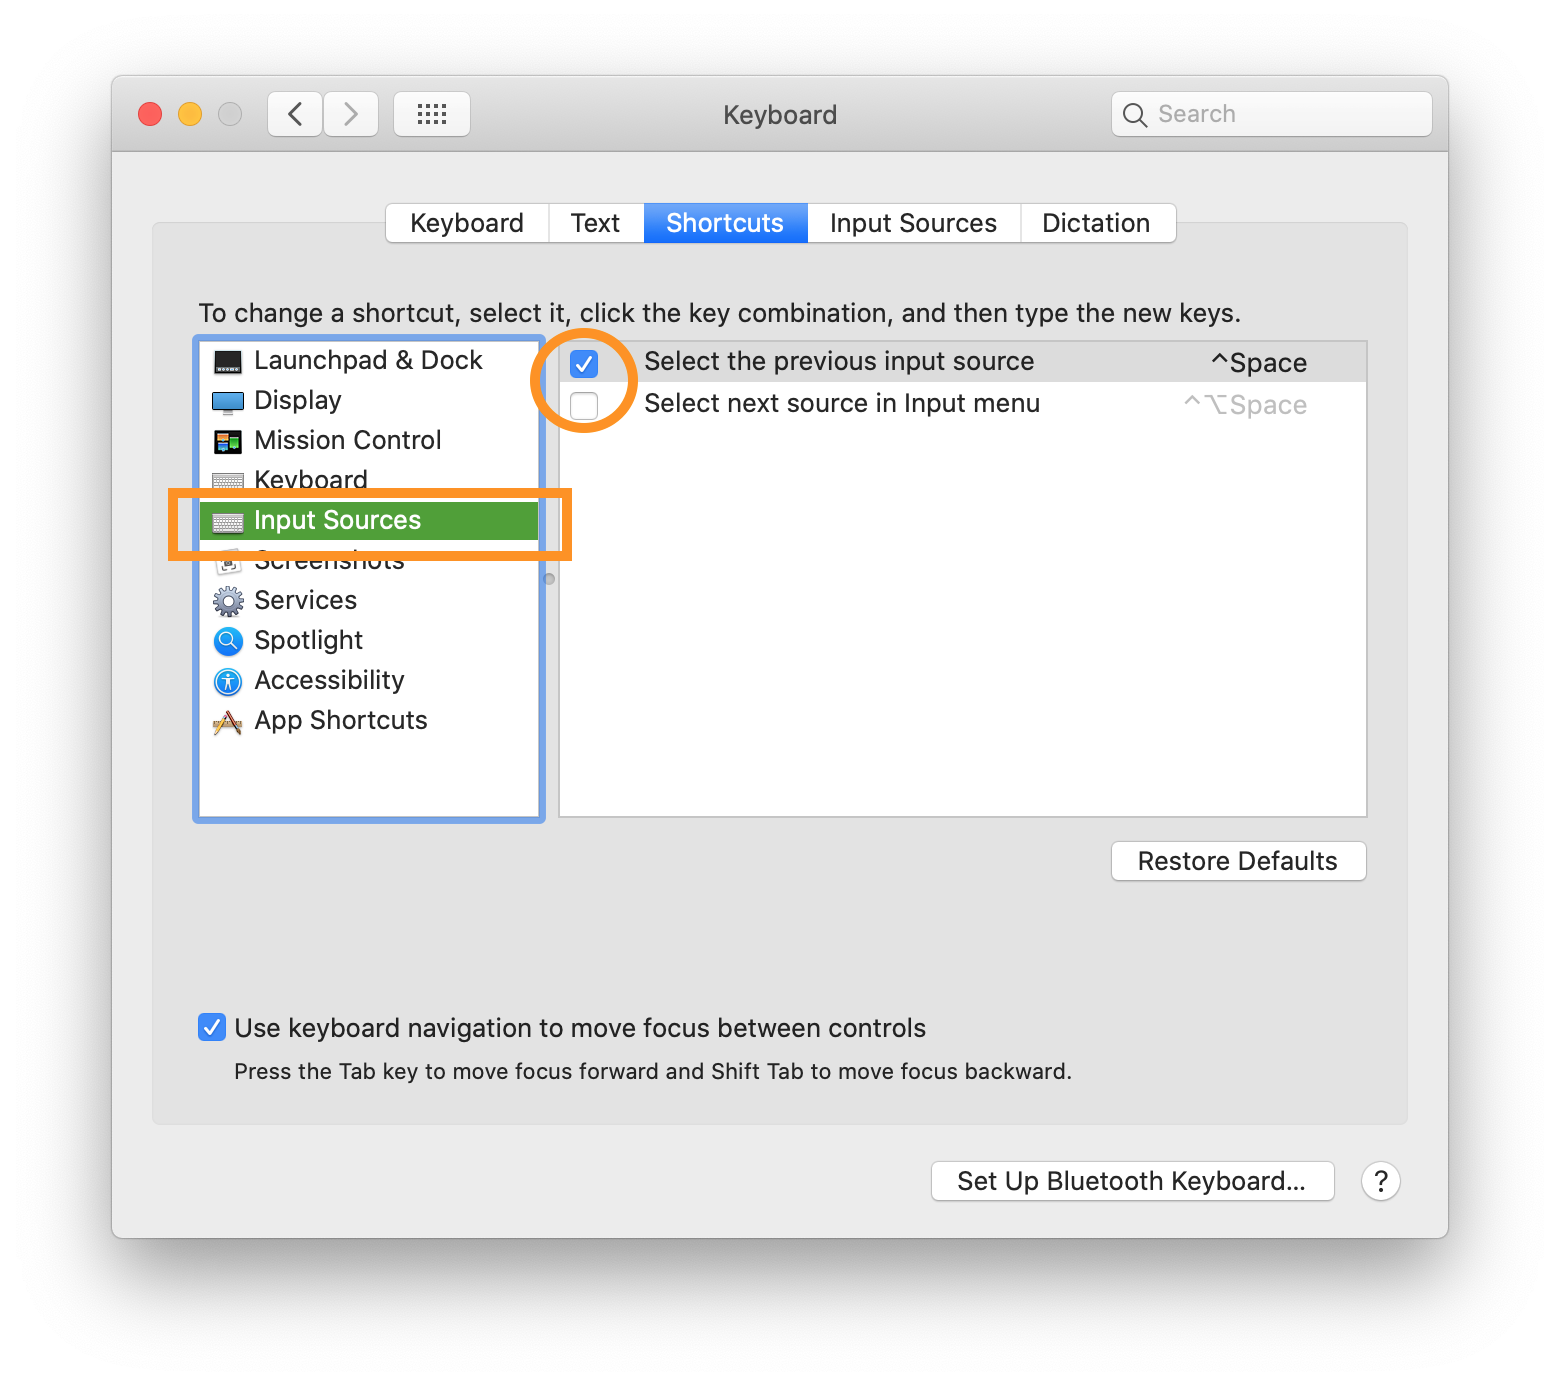 Keyboard
Search
Keyboard Text Shortcuts Input Sources Dictation
To change a shortcut, select it, click the key combination, and then type the new keys.
Launchpad & Dock
Display
Mission Control
Keyboard
Input Sources
Screenshots
Services
Spotlight
Accessibility
App Shortcuts
Select the previous input source ^Space
Select next source in Input menu ^⌥Space
Restore Defaults
Use keyboard navigation to move focus between controls
Press the Tab key to move focus forward and Shift Tab to move focus backward.
Set Up Bluetooth Keyboard... ?